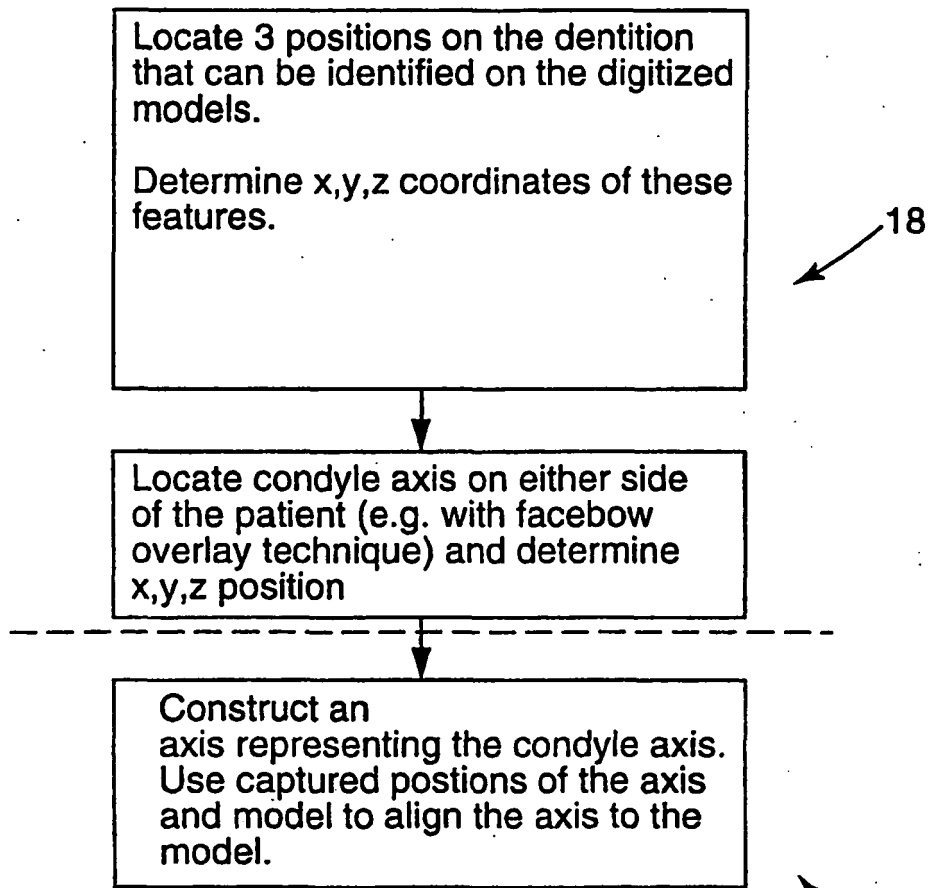 Locate 3 positions on the dentition
that can be identified on the digitized
models.
Determine x,y,z coordinates of these
features.
18
Locate condyle axis on either side
of the patient (e.g. with facebow
overlay technique) and determine
x,y,z position
Construct an
axis representing the condyle axis.
Use captured postions of the axis
and model to align the axis to the
model.